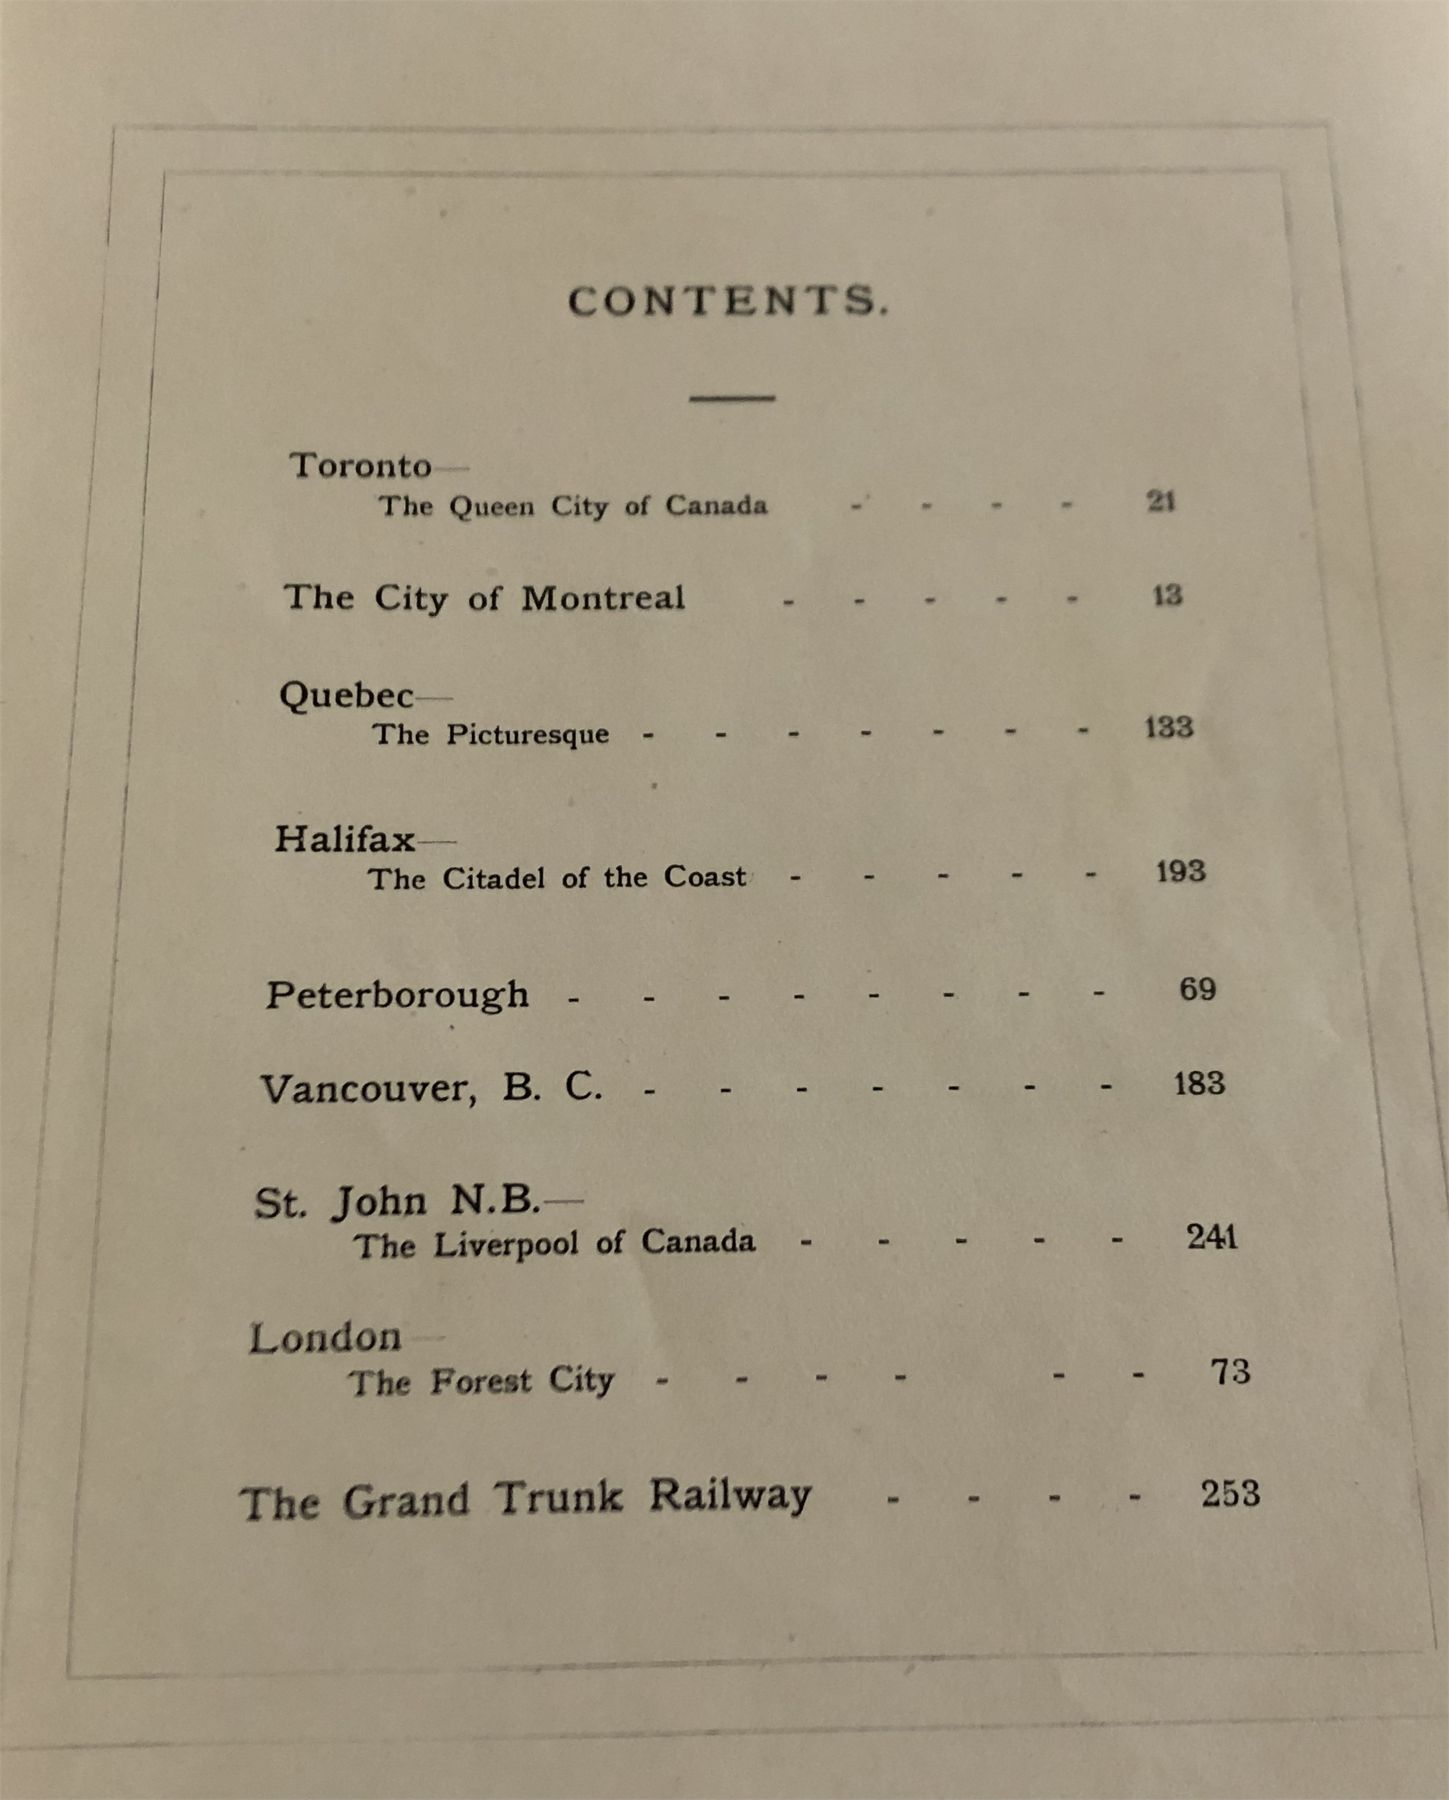 CONTENTS.
Toronto—
The Queen City of Canada - - - - 21
The City of Montreal - - - - - 13
Quebec—
The Picturesque - - - - - - - 133
Halifax—
The Citadel of the Coast - - - - - 193
Peterborough - - - - - - - - 69
Vancouver, B. C. - - - - - - - 183
St. John N.B.—
The Liverpool of Canada - - - - - 241
London—
The Forest City - - - - - - 73
The Grand Trunk Railway - - - - 253